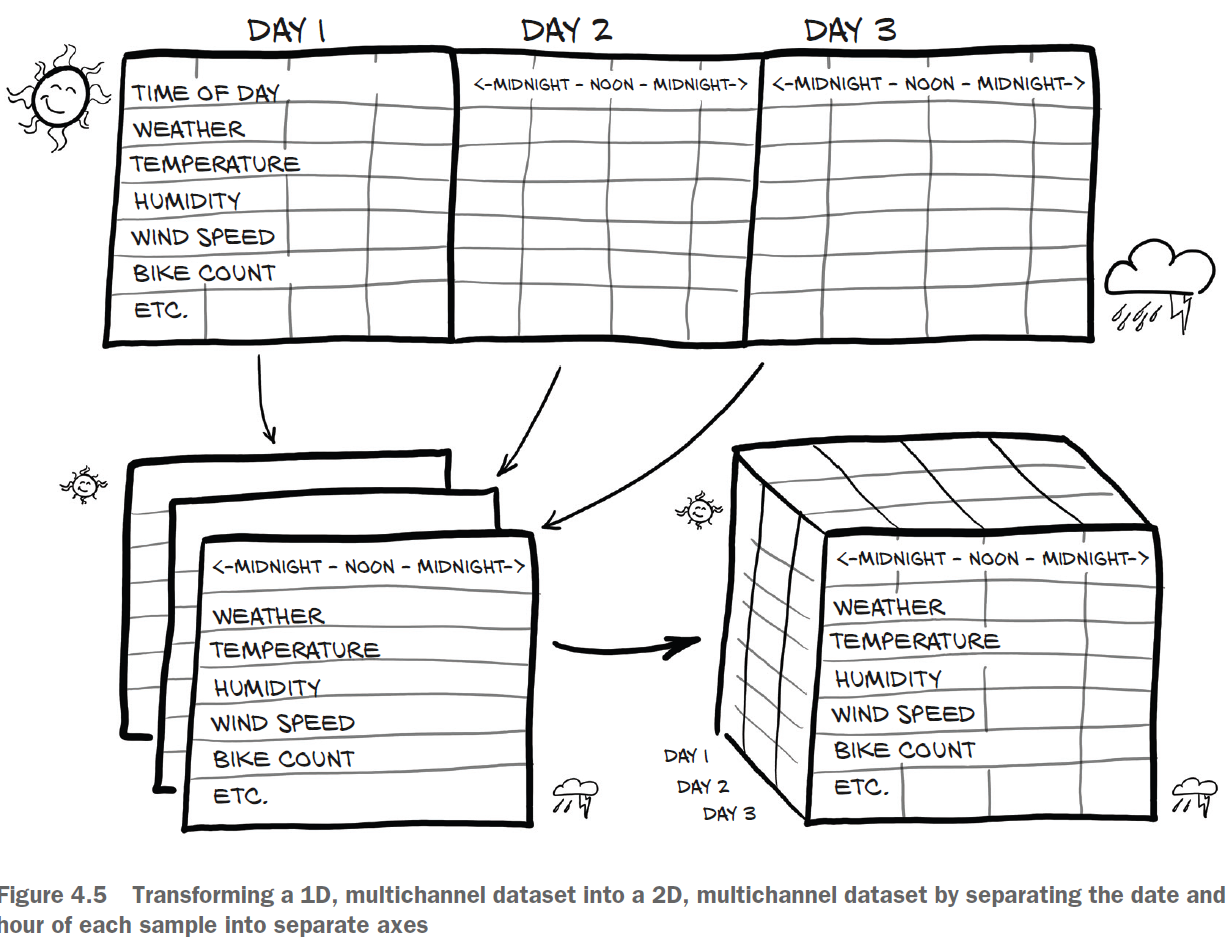 DAY 1 DAY 2 DAY 3
TIME OF DAY <-MIDNIGHT - NOON - MIDNIGHT-> <-MIDNIGHT - NOON - MIDNIGHT->
WEATHER
TEMPERATURE
HUMIDITY
WIND SPEED
BIKE COUNT
ETC.
<-MIDNIGHT - NOON - MIDNIGHT->
WEATHER
TEMPERATURE
HUMIDITY
WIND SPEED
BIKE COUNT
ETC.
<-MIDNIGHT - NOON - MIDNIGHT->
WEATHER
TEMPERATURE
HUMIDITY
WIND SPEED
BIKE COUNT
ETC.
DAY 1
DAY 2
DAY 3
Figure 4.5 Transforming a 1D, multichannel dataset into a 2D, multichannel dataset by separating the date and
hour of each sample into separate axes